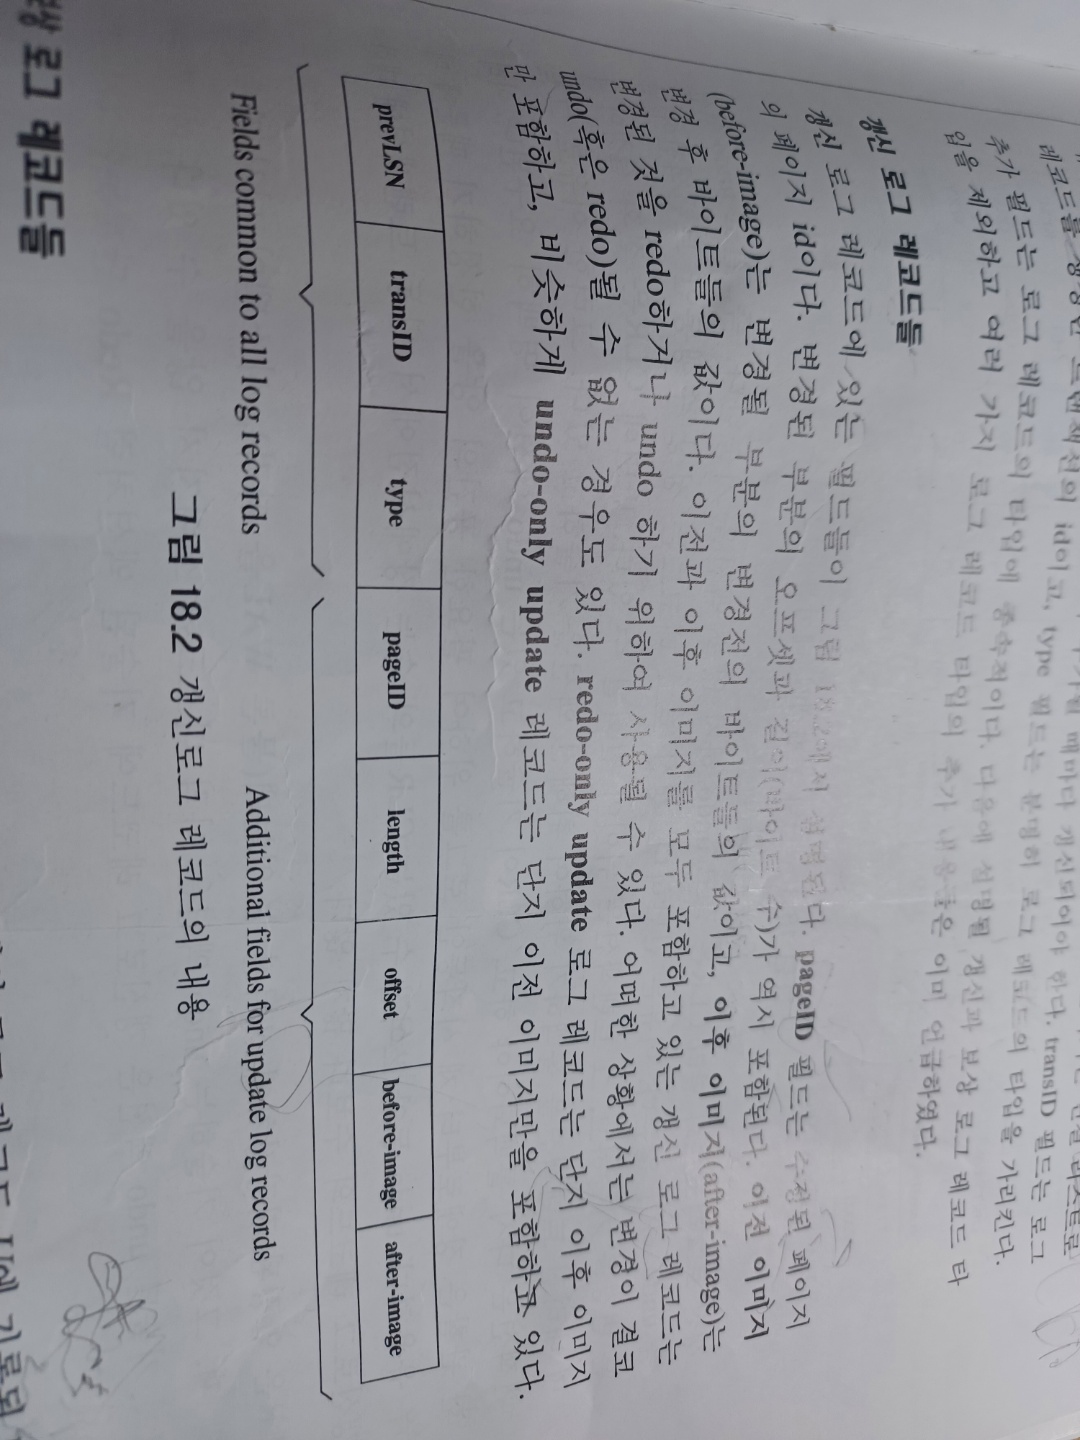 레코드를 생성한 트랜잭션의 id이고, type 필드는 분명히 로그 레코드의 타입을 가리킨다.
추가 필드는 로그 레코드의 타입에 종속적이다. 다음에 설명될 갱신과 보상 로그 레코드 타
입을 제외하고 여러 가지 로그 레코드 타입의 추가 내용들은 이미 언급하였다.
갱신 로그 레코드들
갱신 로그 레코드에 있는 필드들이 그림 18.2에서 설명된다. pageID 필드는 수정된 페이지
의 페이지 id이다. 변경된 부분의 오프셋과 길이(바이트 수)가 역시 포함된다. 이전 이미지
(before-image)는 변경될 부분의 변경전의 바이트들의 값이고, 이후 이미지(after-image)는
변경 후 바이트들의 값이다. 이전과 이후 이미지를 모두 포함하고 있는 갱신 로그 레코드는
변경된 것을 redo하거나 undo 하기 위하여 사용될 수 있다. 어떠한 상황에서는 변경이 결코
undo(혹은 redo)될 수 없는 경우도 있다. redo-only update 로그 레코드는 단지 이후 이미지
만 포함하고, 비슷하게 undo-only update 레코드는 단지 이전 이미지만을 포함하고 있다.
prevLSN transID type pageID length offset before-image after-image
Fields common to all log records Additional fields for update log records
그림 18.2 갱신로그 레코드의 내용
보상 로그 레코드들